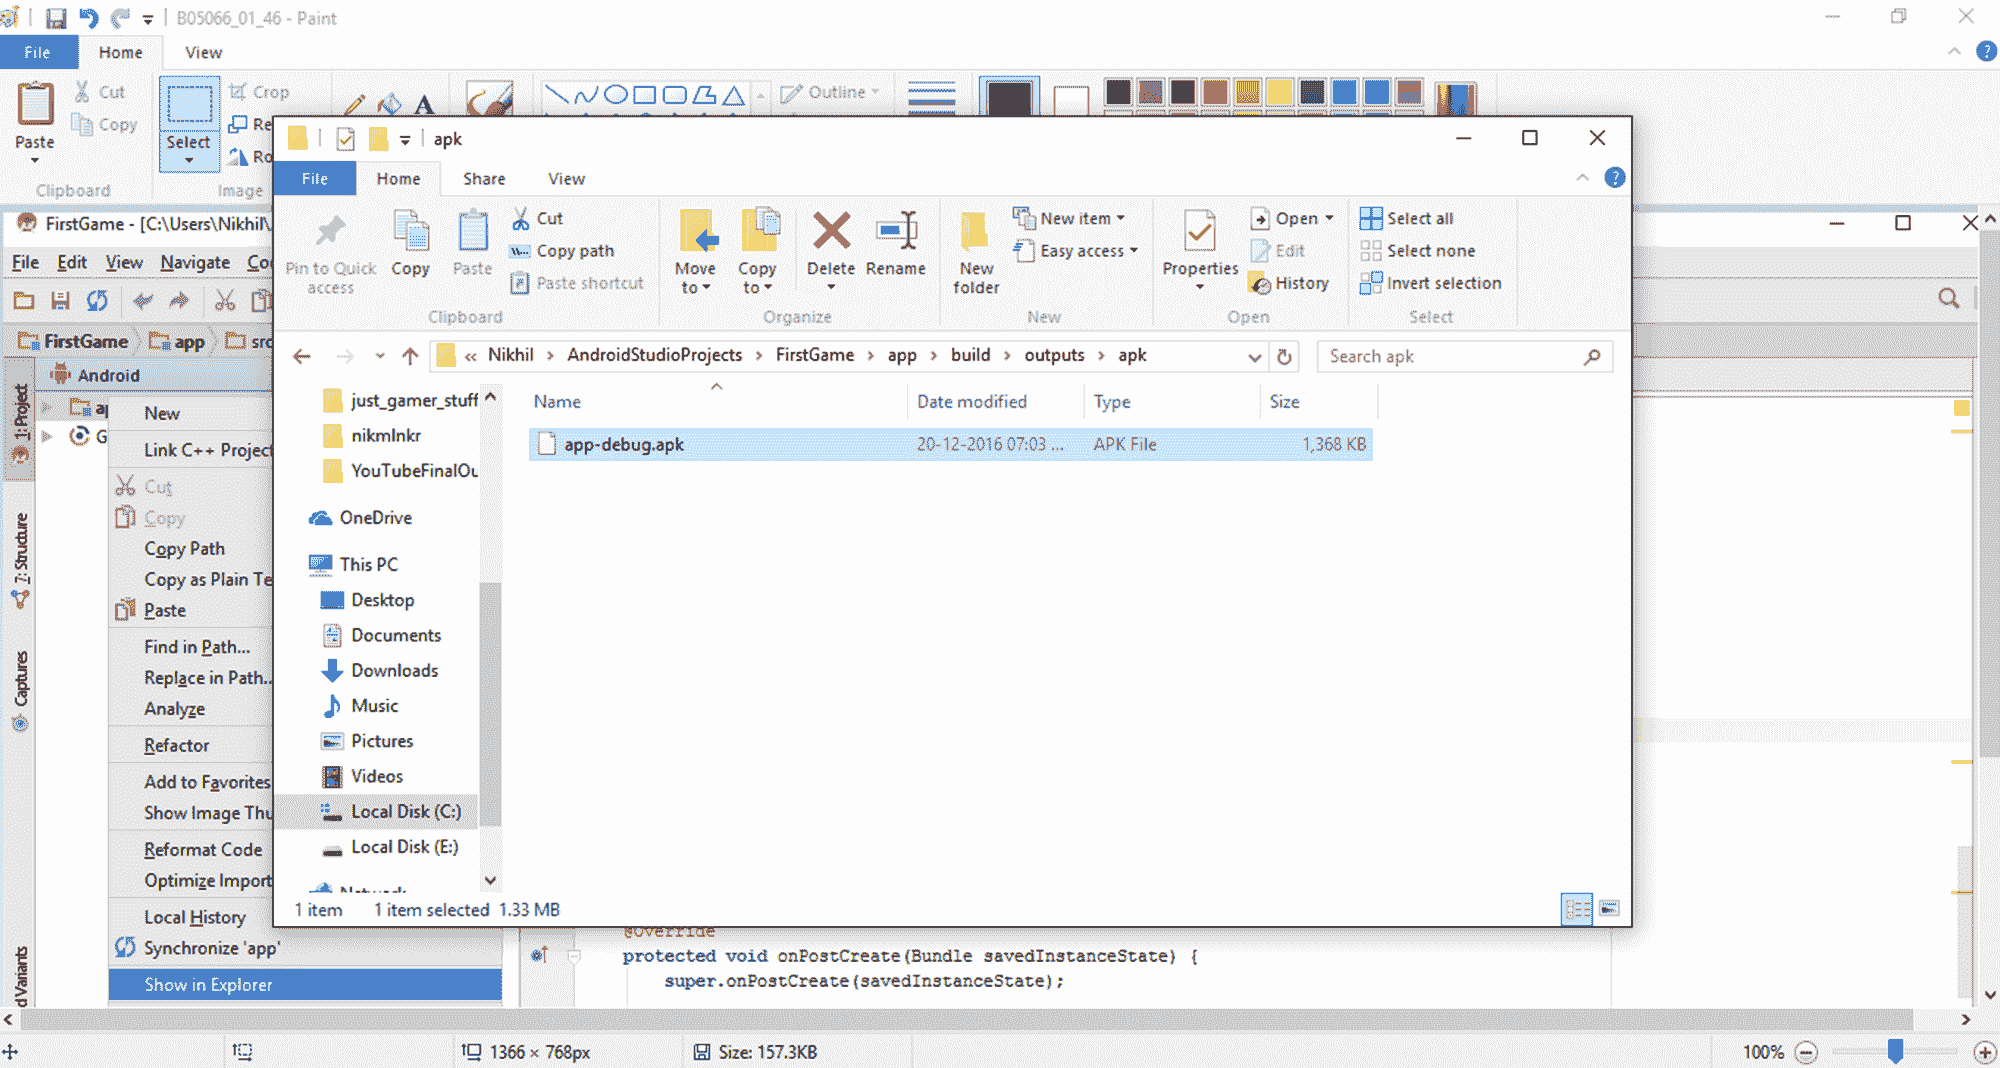 B05066_01_46 - Paint
File Home View
Cut
Crop
Outline
Copy
Re
Paste
Select
Ro
Clipboard
Image
apk
File Home Share View
Pin to Quick access
Copy
Paste
Cut
Copy path
Paste shortcut
Clipboard
Move to
Copy to
Delete
Rename
Organize
New folder
New item
Easy access
New
Properties
Open
Edit
History
Open
Select all
Select none
Invert selection
Select
« Nikhil › AndroidStudioProjects › FirstGame › app › build › outputs › apk
Search apk
just_gamer_stuff
nikmlnkr
YouTubeFinalOu
OneDrive
This PC
Desktop
Documents
Downloads
Music
Pictures
Videos
Local Disk (C:)
Local Disk (E:)
Network
Name Date modified Type Size
app-debug.apk 20-12-2016 07:03 ... APK File 1,368 KB
1 item 1 item selected 1.33 MB
FirstGame - [C:\Users\Nikhil\
File Edit View Navigate Co
FirstGame app src
Android
1: Project
7: Structure
Captures
d Variants
ap
G
New
Link C++ Project
Cut
Copy
Copy Path
Copy as Plain Te
Paste
Find in Path...
Replace in Path..
Analyze
Refactor
Add to Favorites
Show Image Thu
Reformat Code
Optimize Import
Local History
Synchronize 'app'
Show in Explorer
@Override
protected void onPostCreate(Bundle savedInstanceState) {
super.onPostCreate(savedInstanceState);
1366 × 768px
Size: 157.3KB
100%